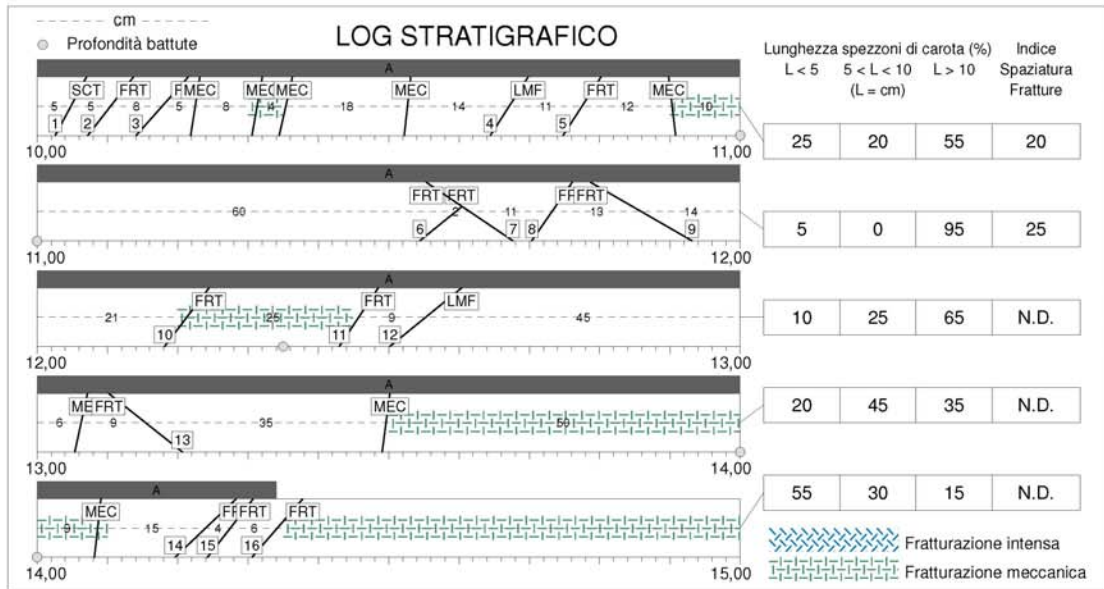 cm
Profondità battute
LOG STRATIGRAFICO
Lunghezza spezzoni di carota (%)
Indice
L < 5
5 < L < 10
L > 10
Spaziatura
(L = cm)
Fratture
A
SCT FRT MEC MEC MEC LMF FRT MEC
5 5 8 5 8 4 18 14 11 12 10
1 2 3 4 5
10,00 11,00
25 20 55 20
A
FRT FRT FRT
60 2 11 13 14
6 7 8 9
11,00 12,00
5 0 95 25
A
FRT FRT LMF
21 25 9 45
10 11 12
12,00 13,00
10 25 65 N.D.
A
FRT MEC
6 9 35 50
13
13,00 14,00
20 45 35 N.D.
A
MEC FRT FRT
9 15 4 6
14 15 16
14,00 15,00
55 30 15 N.D.
Fratturazione intensa
Fratturazione meccanica